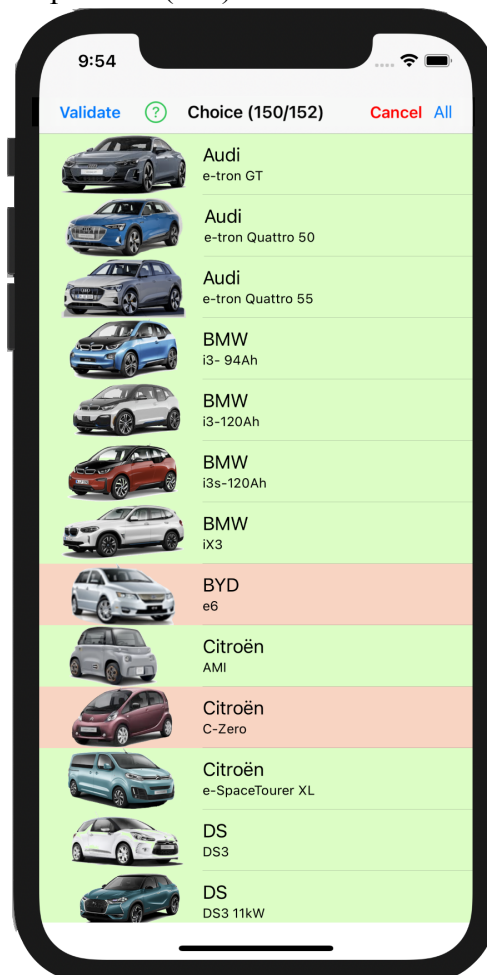 9:54
Validate ? Choice (150/152) Cancel All
Audi
e-tron GT
Audi
e-tron Quattro 50
Audi
e-tron Quattro 55
BMW
i3- 94Ah
BMW
i3-120Ah
BMW
i3s-120Ah
BMW
iX3
BYD
e6
Citroën
AMI
Citroën
C-Zero
Citroën
e-SpaceTourer XL
DS
DS3
DS
DS3 11kW